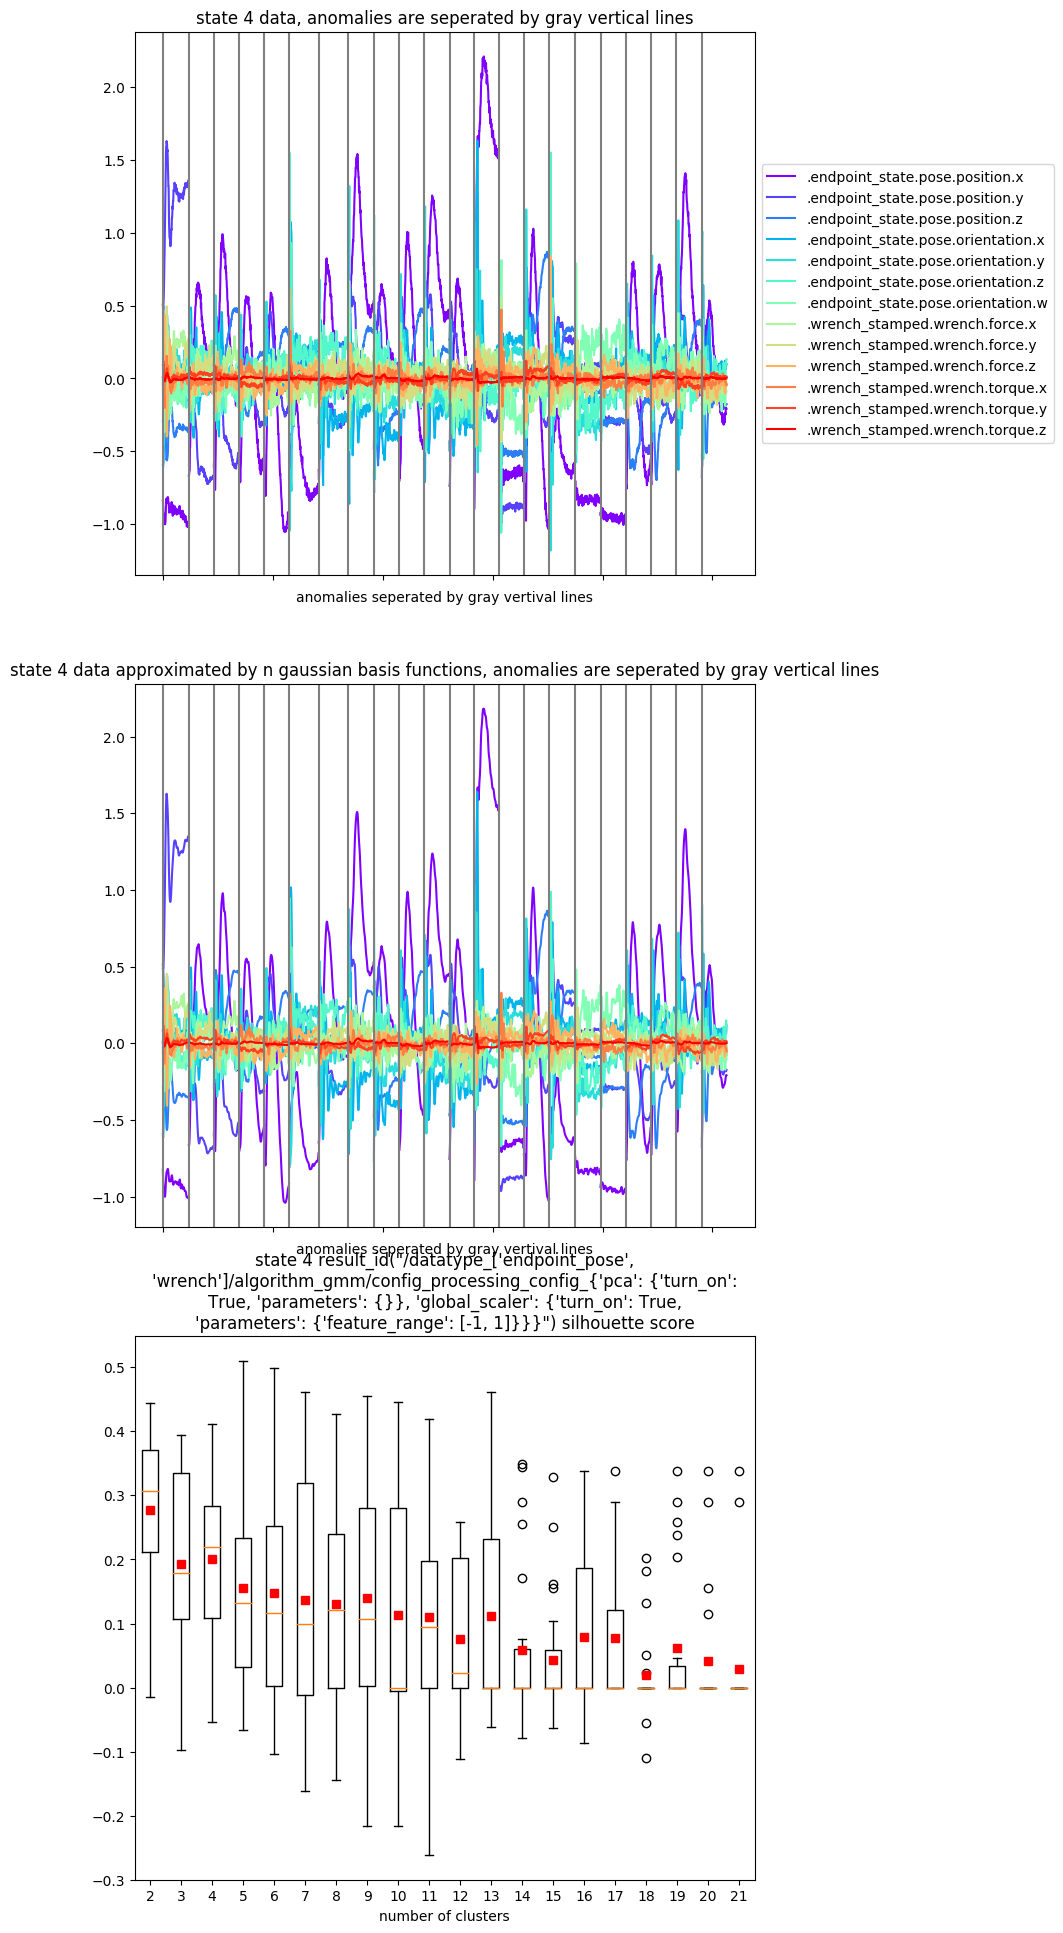 state 4 data, anomalies are seperated by gray vertical lines
2.0
1.5
1.0
0.5
0.0
−0.5
−1.0
anomalies seperated by gray vertival lines
.endpoint_state.pose.position.x
.endpoint_state.pose.position.y
.endpoint_state.pose.position.z
.endpoint_state.pose.orientation.x
.endpoint_state.pose.orientation.y
.endpoint_state.pose.orientation.z
.endpoint_state.pose.orientation.w
.wrench_stamped.wrench.force.x
.wrench_stamped.wrench.force.y
.wrench_stamped.wrench.force.z
.wrench_stamped.wrench.torque.x
.wrench_stamped.wrench.torque.y
.wrench_stamped.wrench.torque.z
state 4 data approximated by n gaussian basis functions, anomalies are seperated by gray vertical lines
2.0
1.5
1.0
0.5
0.0
−0.5
−1.0
anomalies seperated by gray vertival lines
state 4 result_id("/datatype_['endpoint_pose',
'wrench']/algorithm_gmm/config_processing_config_{'pca': {'turn_on':
True, 'parameters': {}}, 'global_scaler': {'turn_on': True,
'parameters': {'feature_range': [-1, 1]}}}") silhouette score
0.5
0.4
0.3
0.2
0.1
0.0
−0.1
−0.2
−0.3
2 3 4 5 6 7 8 9 10 11 12 13 14 15 16 17 18 19 20 21
number of clusters